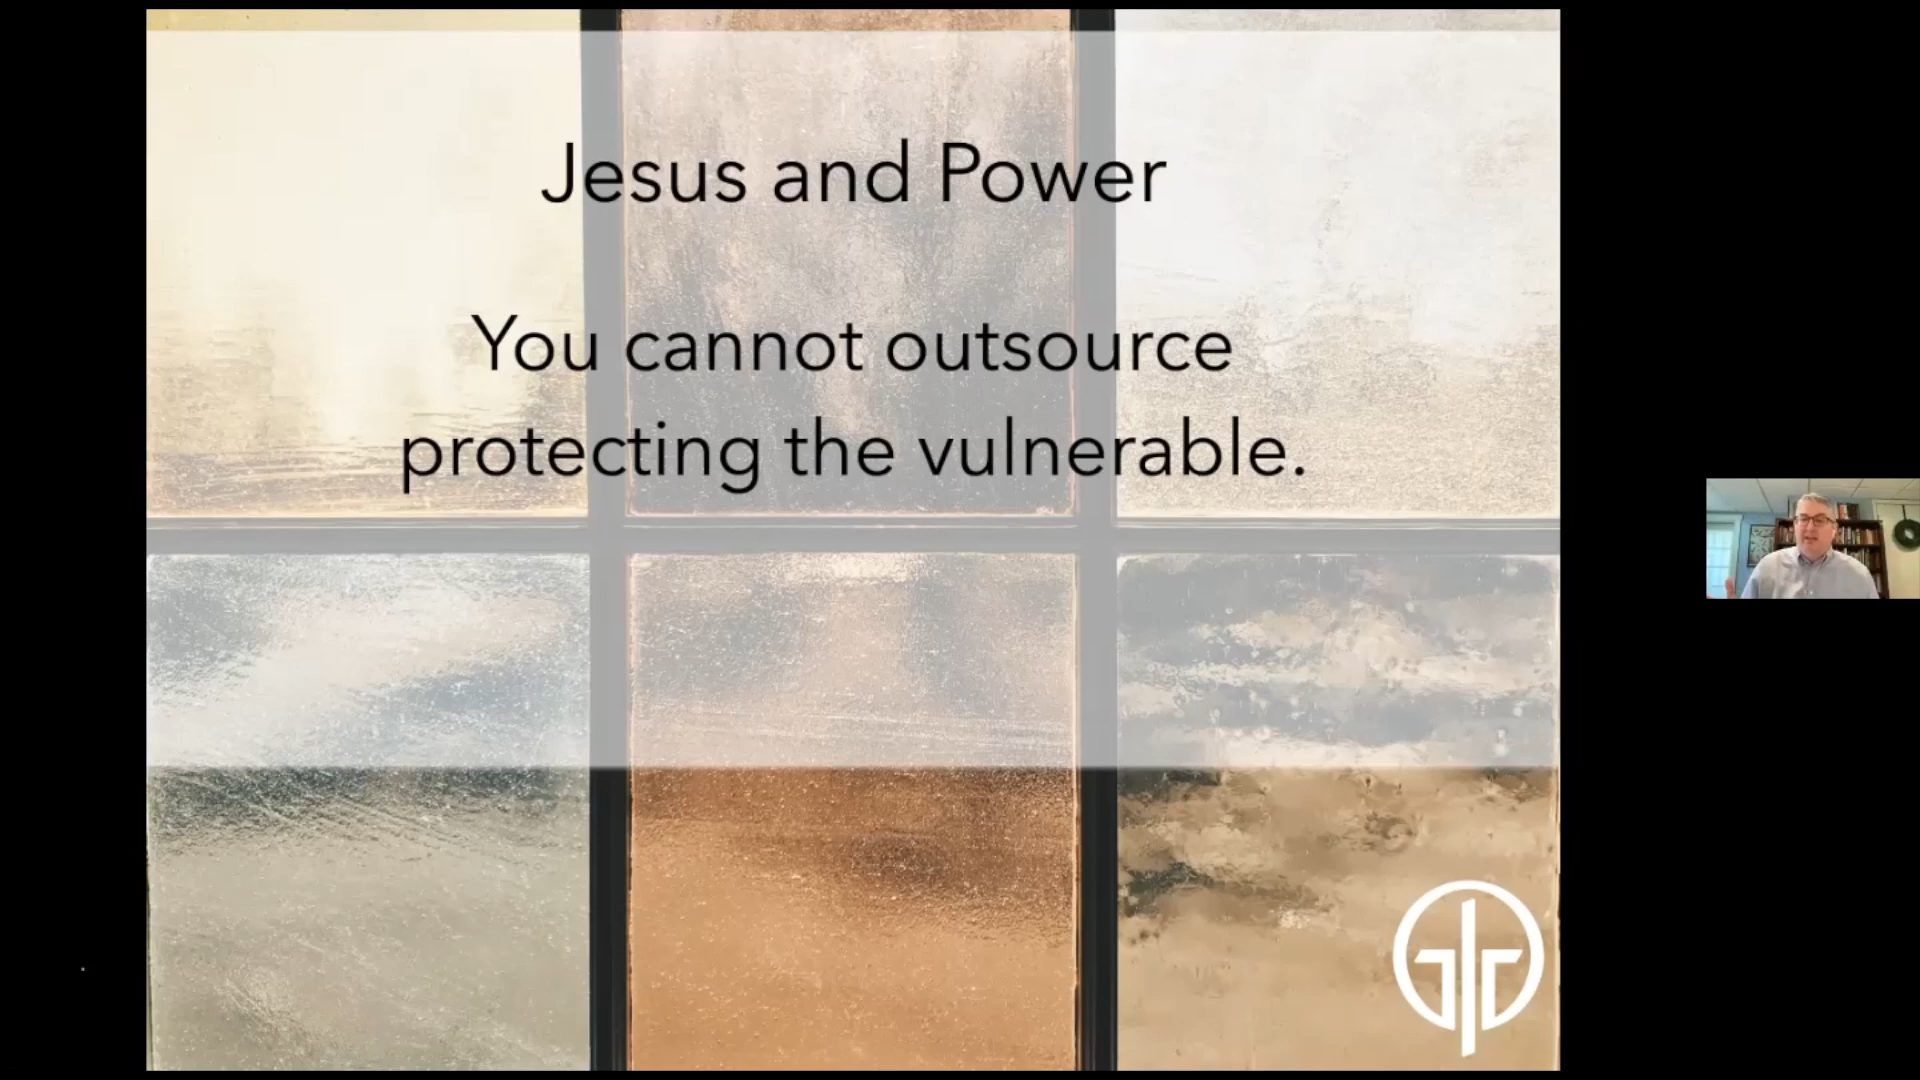 Jesus and Power
You cannot outsource
protecting the vulnerable.